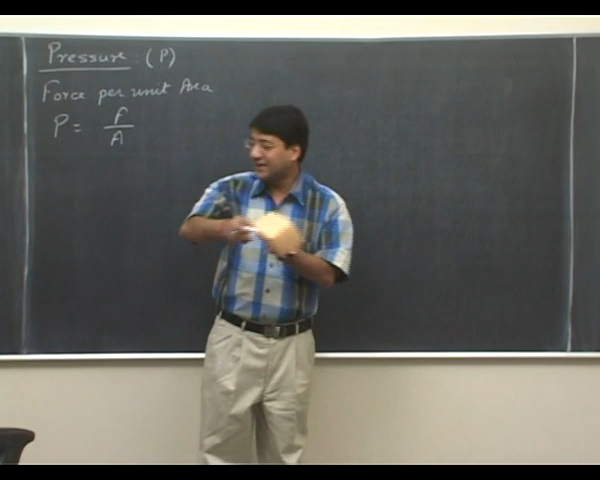 Pressure : (P)
Force per unit Area
P = F
A